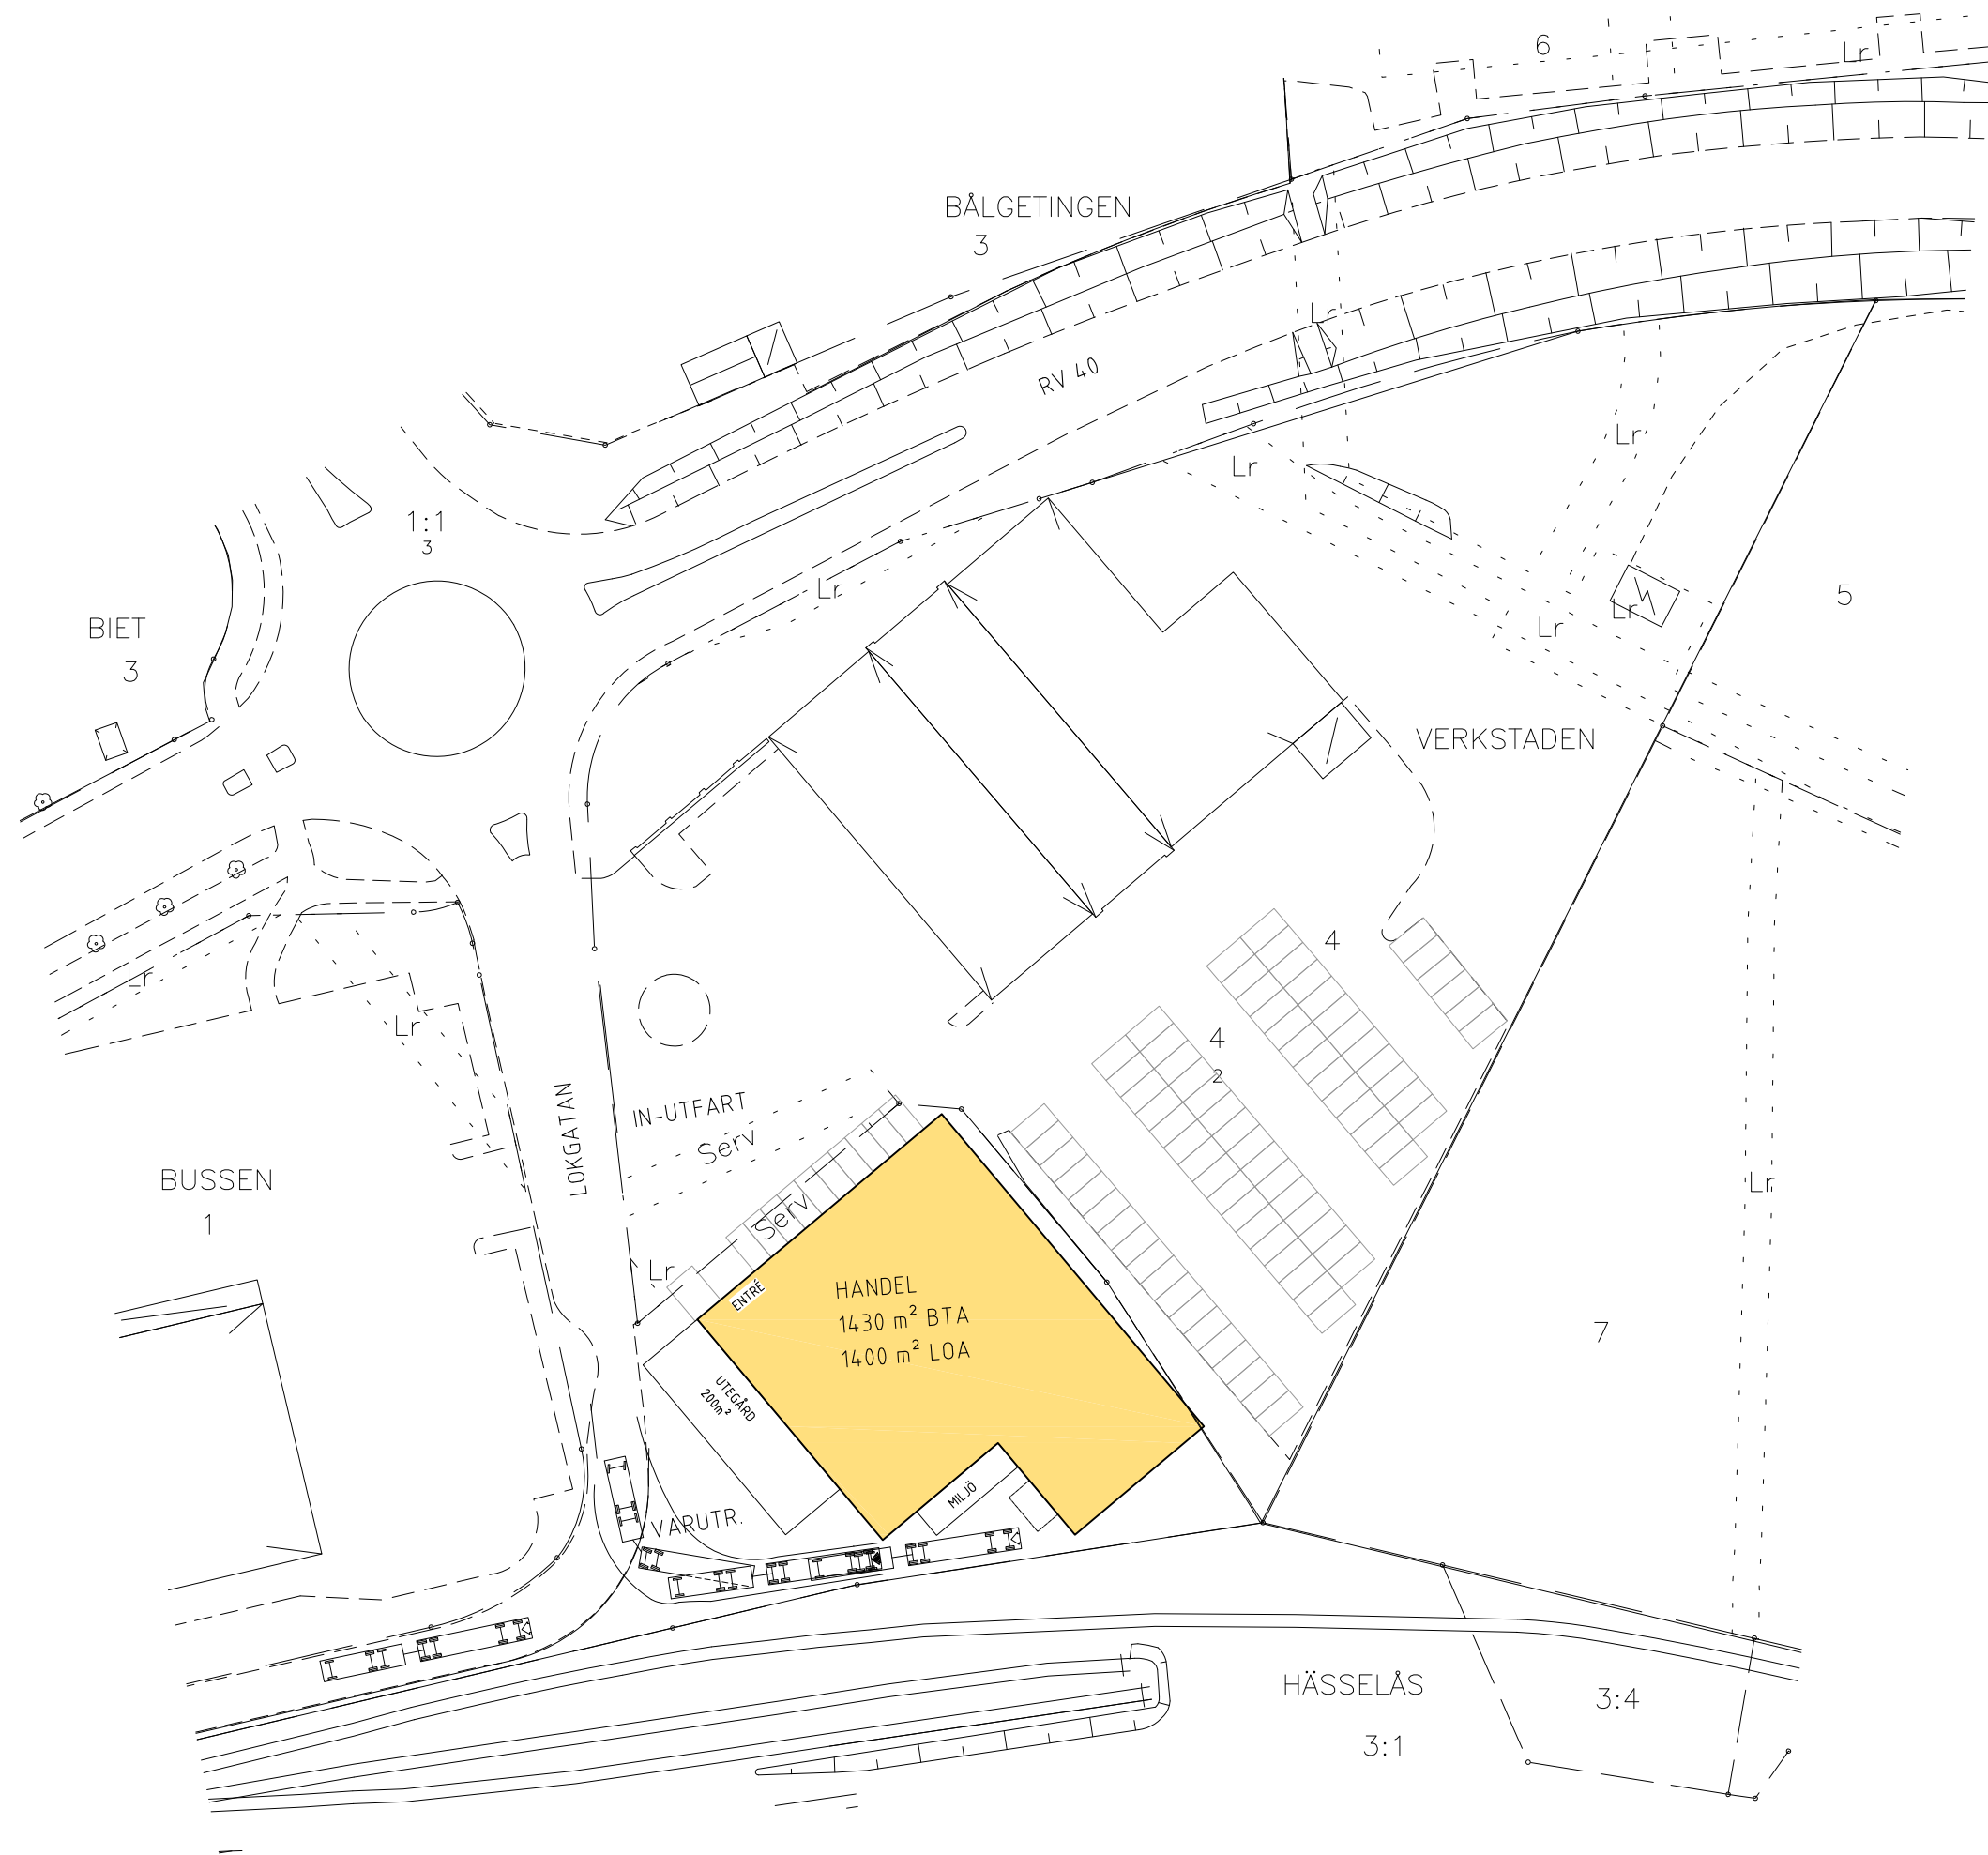 6
Lr
BÅLGETINGEN
3
Lr
RV 40
Lr
Lr
1:1
3
Lr
5
Lr
Lr
BIET
3
VERKSTADEN
4
Lr
Lr
4
2
LOKGATAN
IN-UTFART
Serv
BUSSEN
1
Lr
Serv
Lr
ENTRÉ
HANDEL
1430 m² BTA
1400 m² LOA
7
UTEGÅRD
200m²
MILJÖ
VARUTR.
HÄSSELÅS
3:4
3:1